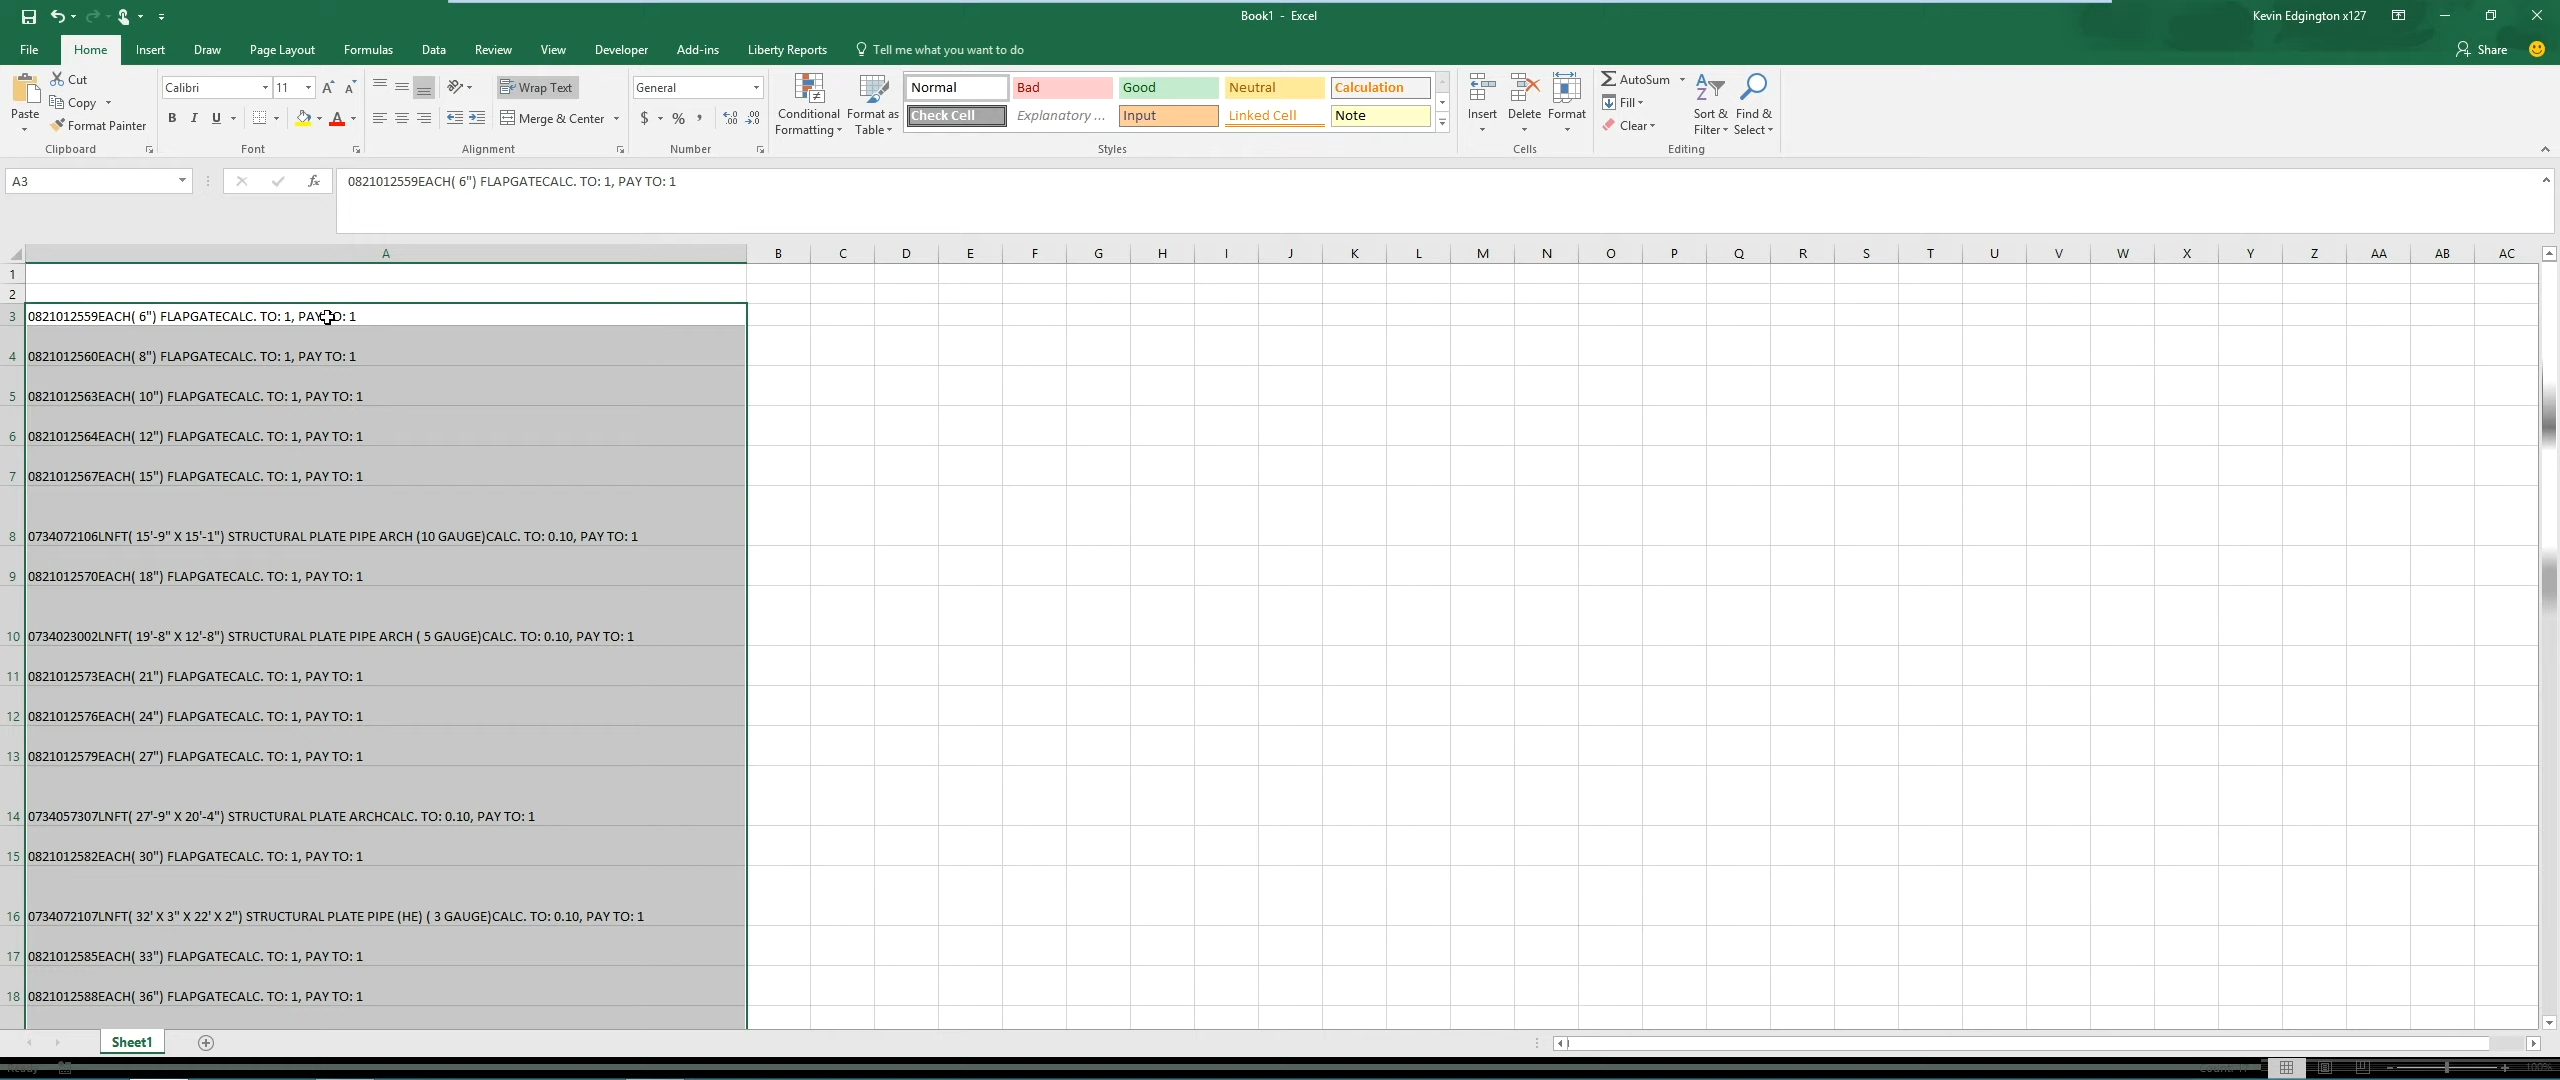 Book1 - Excel
Kevin Edgington x127
File Home Insert Draw Page Layout Formulas Data Review View Developer Add-ins Liberty Reports Tell me what you want to do Share
Cut
Copy
Format Painter
Paste
Clipboard
Calibri 11
B I U
Font
Wrap Text
Merge & Center
Alignment
General
$ % ,
Number
Conditional Formatting
Format as Table
Normal Bad Good Neutral Calculation
Check Cell Explanatory ... Input Linked Cell Note
Styles
Insert Delete Format
Cells
AutoSum
Fill
Clear
Sort & Filter
Find & Select
Editing
A3
fx
0821012559EACH( 6") FLAPGATECALC. TO: 1, PAY TO: 1
A B C D E F G H I J K L M N O P Q R S T U V W X Y Z AA AB AC
1
2
3 0821012559EACH( 6") FLAPGATECALC. TO: 1, PAY TO: 1
4 0821012560EACH( 8") FLAPGATECALC. TO: 1, PAY TO: 1
5 0821012563EACH( 10") FLAPGATECALC. TO: 1, PAY TO: 1
6 0821012564EACH( 12") FLAPGATECALC. TO: 1, PAY TO: 1
7 0821012567EACH( 15") FLAPGATECALC. TO: 1, PAY TO: 1
8 0734072106LNFT( 15'-9" X 15'-1") STRUCTURAL PLATE PIPE ARCH (10 GAUGE)CALC. TO: 0.10, PAY TO: 1
9 0821012570EACH( 18") FLAPGATECALC. TO: 1, PAY TO: 1
10 0734023002LNFT( 19'-8" X 12'-8") STRUCTURAL PLATE PIPE ARCH ( 5 GAUGE)CALC. TO: 0.10, PAY TO: 1
11 0821012573EACH( 21") FLAPGATECALC. TO: 1, PAY TO: 1
12 0821012576EACH( 24") FLAPGATECALC. TO: 1, PAY TO: 1
13 0821012579EACH( 27") FLAPGATECALC. TO: 1, PAY TO: 1
14 0734057307LNFT( 27'-9" X 20'-4") STRUCTURAL PLATE ARCHCALC. TO: 0.10, PAY TO: 1
15 0821012582EACH( 30") FLAPGATECALC. TO: 1, PAY TO: 1
16 0734072107LNFT( 32' X 3" X 22' X 2") STRUCTURAL PLATE PIPE (HE) ( 3 GAUGE)CALC. TO: 0.10, PAY TO: 1
17 0821012585EACH( 33") FLAPGATECALC. TO: 1, PAY TO: 1
18 0821012588EACH( 36") FLAPGATECALC. TO: 1, PAY TO: 1
Sheet1